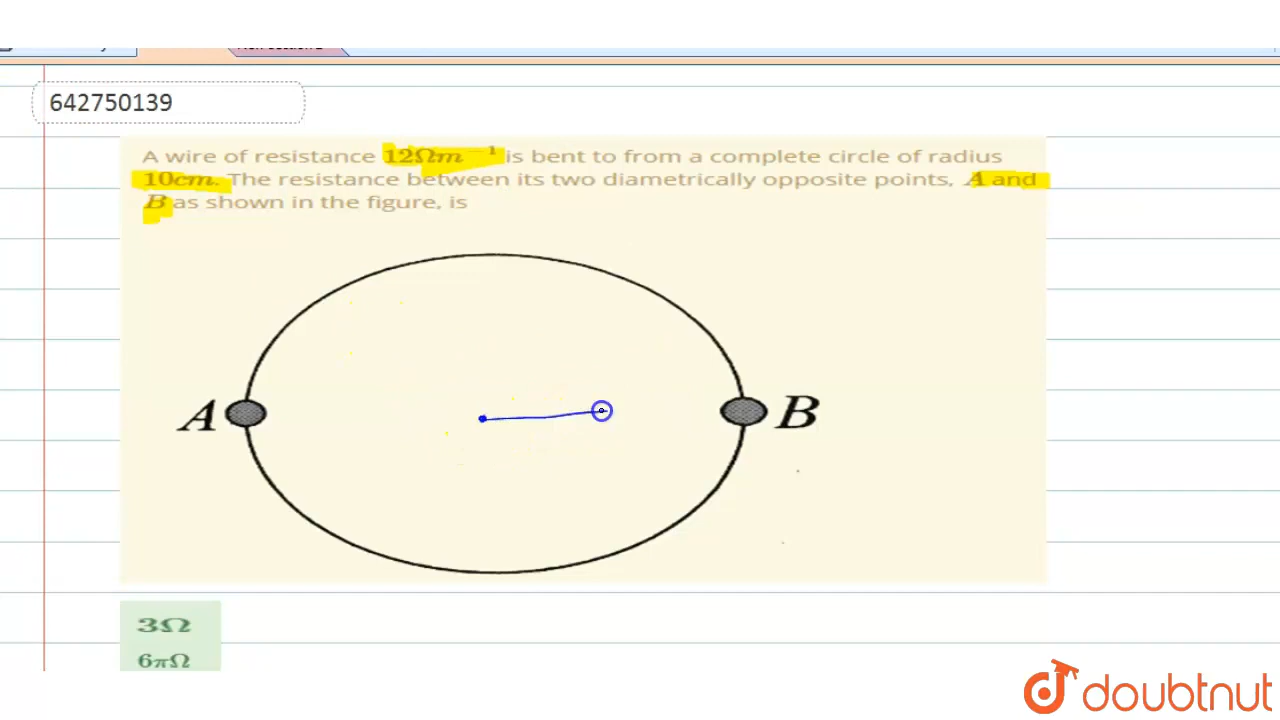 642750139
A wire of resistance 12Ωm⁻¹ is bent to from a complete circle of radius
10cm. The resistance between its two diametrically opposite points, A and
B as shown in the figure, is
A
B
3Ω
6πΩ
doubtnut